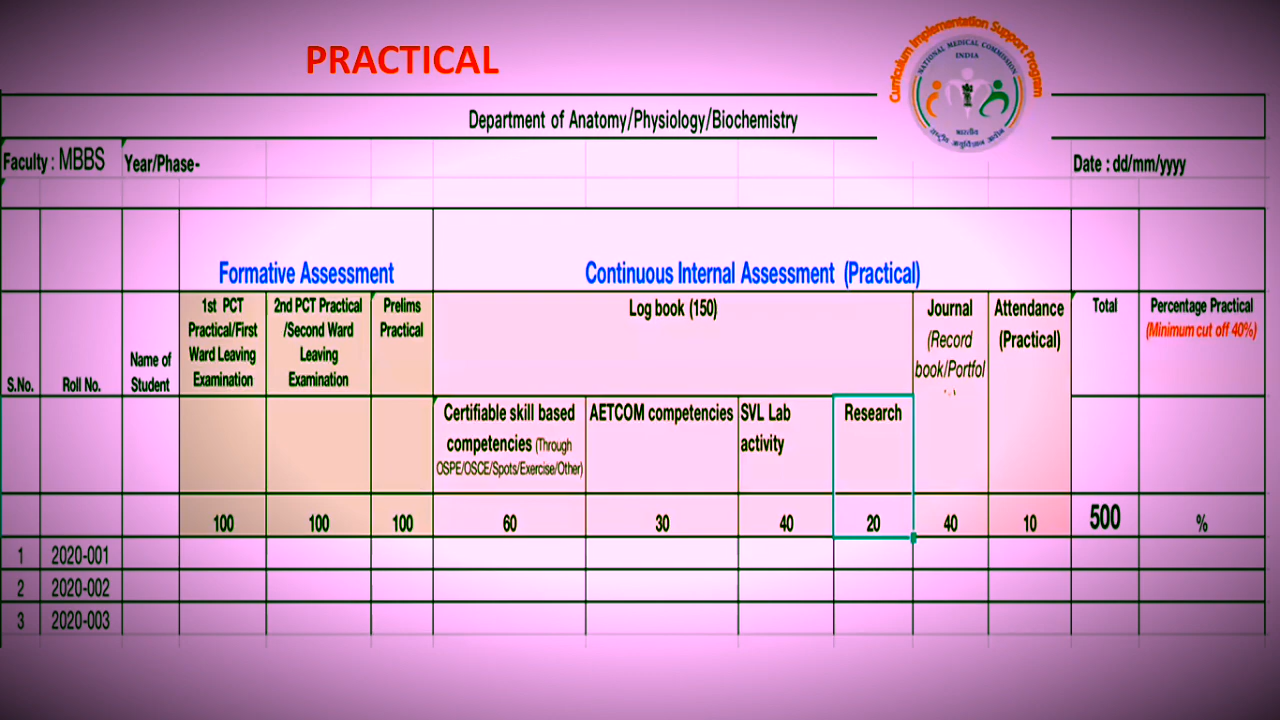 PRACTICAL
Curriculum Implementation Support Program
NATIONAL MEDICAL COMMISSION
INDIA
भारतीय
राष्ट्रीय आयुर्विज्ञान आयोग
Department of Anatomy/Physiology/Biochemistry
Faculty : MBBS Year/Phase- Date : dd/mm/yyyy
Formative Assessment Continuous Internal Assessment (Practical)
S.No.
Roll No.
Name of
Student
1st PCT
Practical/First
Ward Leaving
Examination
2nd PCT Practical
/Second Ward
Leaving
Examination
Prelims
Practical
Log book (150)
Journal
(Record
book/Portfol
Attendance
(Practical)
Total
Percentage Practical
(Minimum cut off 40%)
Certifiable skill based
competencies (Through
OSPE/OSCE/Spots/Exercise/Other)
AETCOM competencies
SVL Lab
activity
Research
100 100 100 60 30 40 20 40 10 500 %
1 2020-001
2 2020-002
3 2020-003